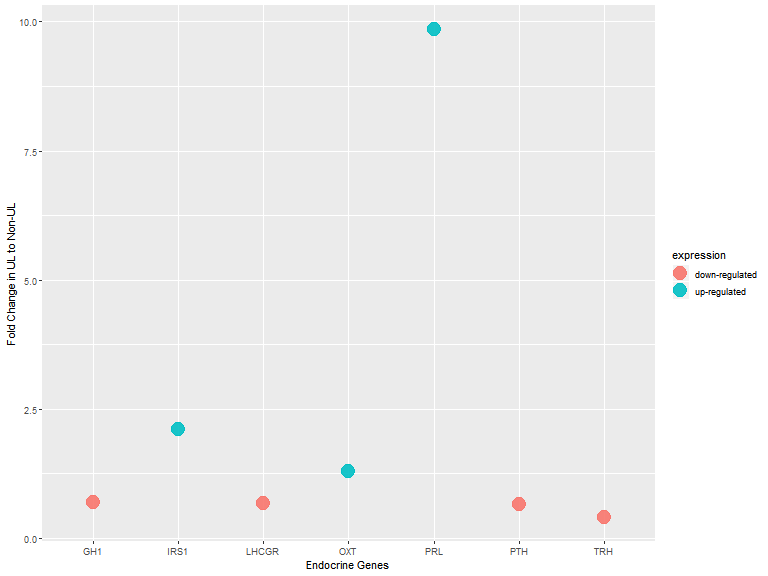 10.0
7.5
5.0
2.5
0.0
Fold Change in UL to Non-UL
GH1 IRS1 LHCGR OXT PRL PTH TRH
Endocrine Genes
expression
down-regulated
up-regulated